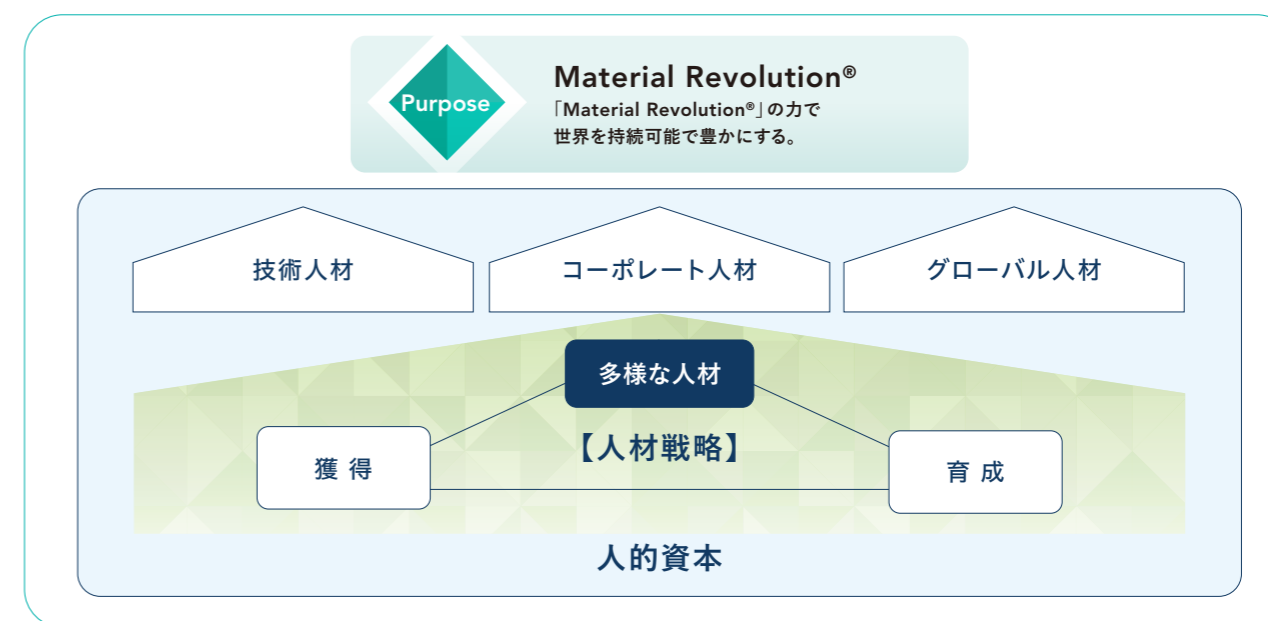 Purpose
Material Revolution®
「Material Revolution®」の力で
世界を持続可能で豊かにする。
技術人材
コーポレート人材
グローバル人材
多様な人材
【人材戦略】
獲 得
育 成
人的資本